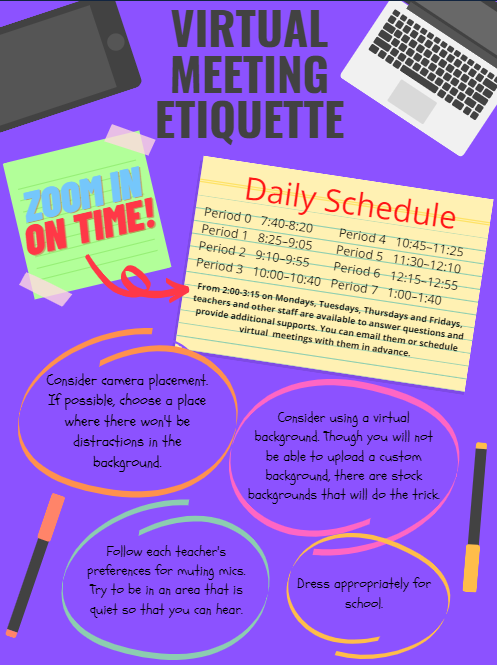 VIRTUAL
MEETING
ETIQUETTE
ZOOM IN
ON TIME!
Daily Schedule
Period 0 7:40-8:20
Period 1 8:25-9:05
Period 2 9:10-9:55
Period 3 10:00-10:40
Period 4 10:45-11:25
Period 5 11:30-12:10
Period 6 12:15-12:55
Period 7 1:00-1:40
From 2:00-3:15 on Mondays, Tuesdays, Thursdays and Fridays,
teachers and other staff are available to answer questions and
provide additional supports. You can email them or schedule
virtual meetings with them in advance.
Consider camera placement.
If possible, choose a place
where there won't be
distractions in the
background.
Consider using a virtual
background. Though you will not
be able to upload a custom
background, there are stock
backgrounds that will do the trick.
Follow each teacher's
preferences for muting mics.
Try to be in an area that is
quiet so that you can hear.
Dress appropriately for
school.